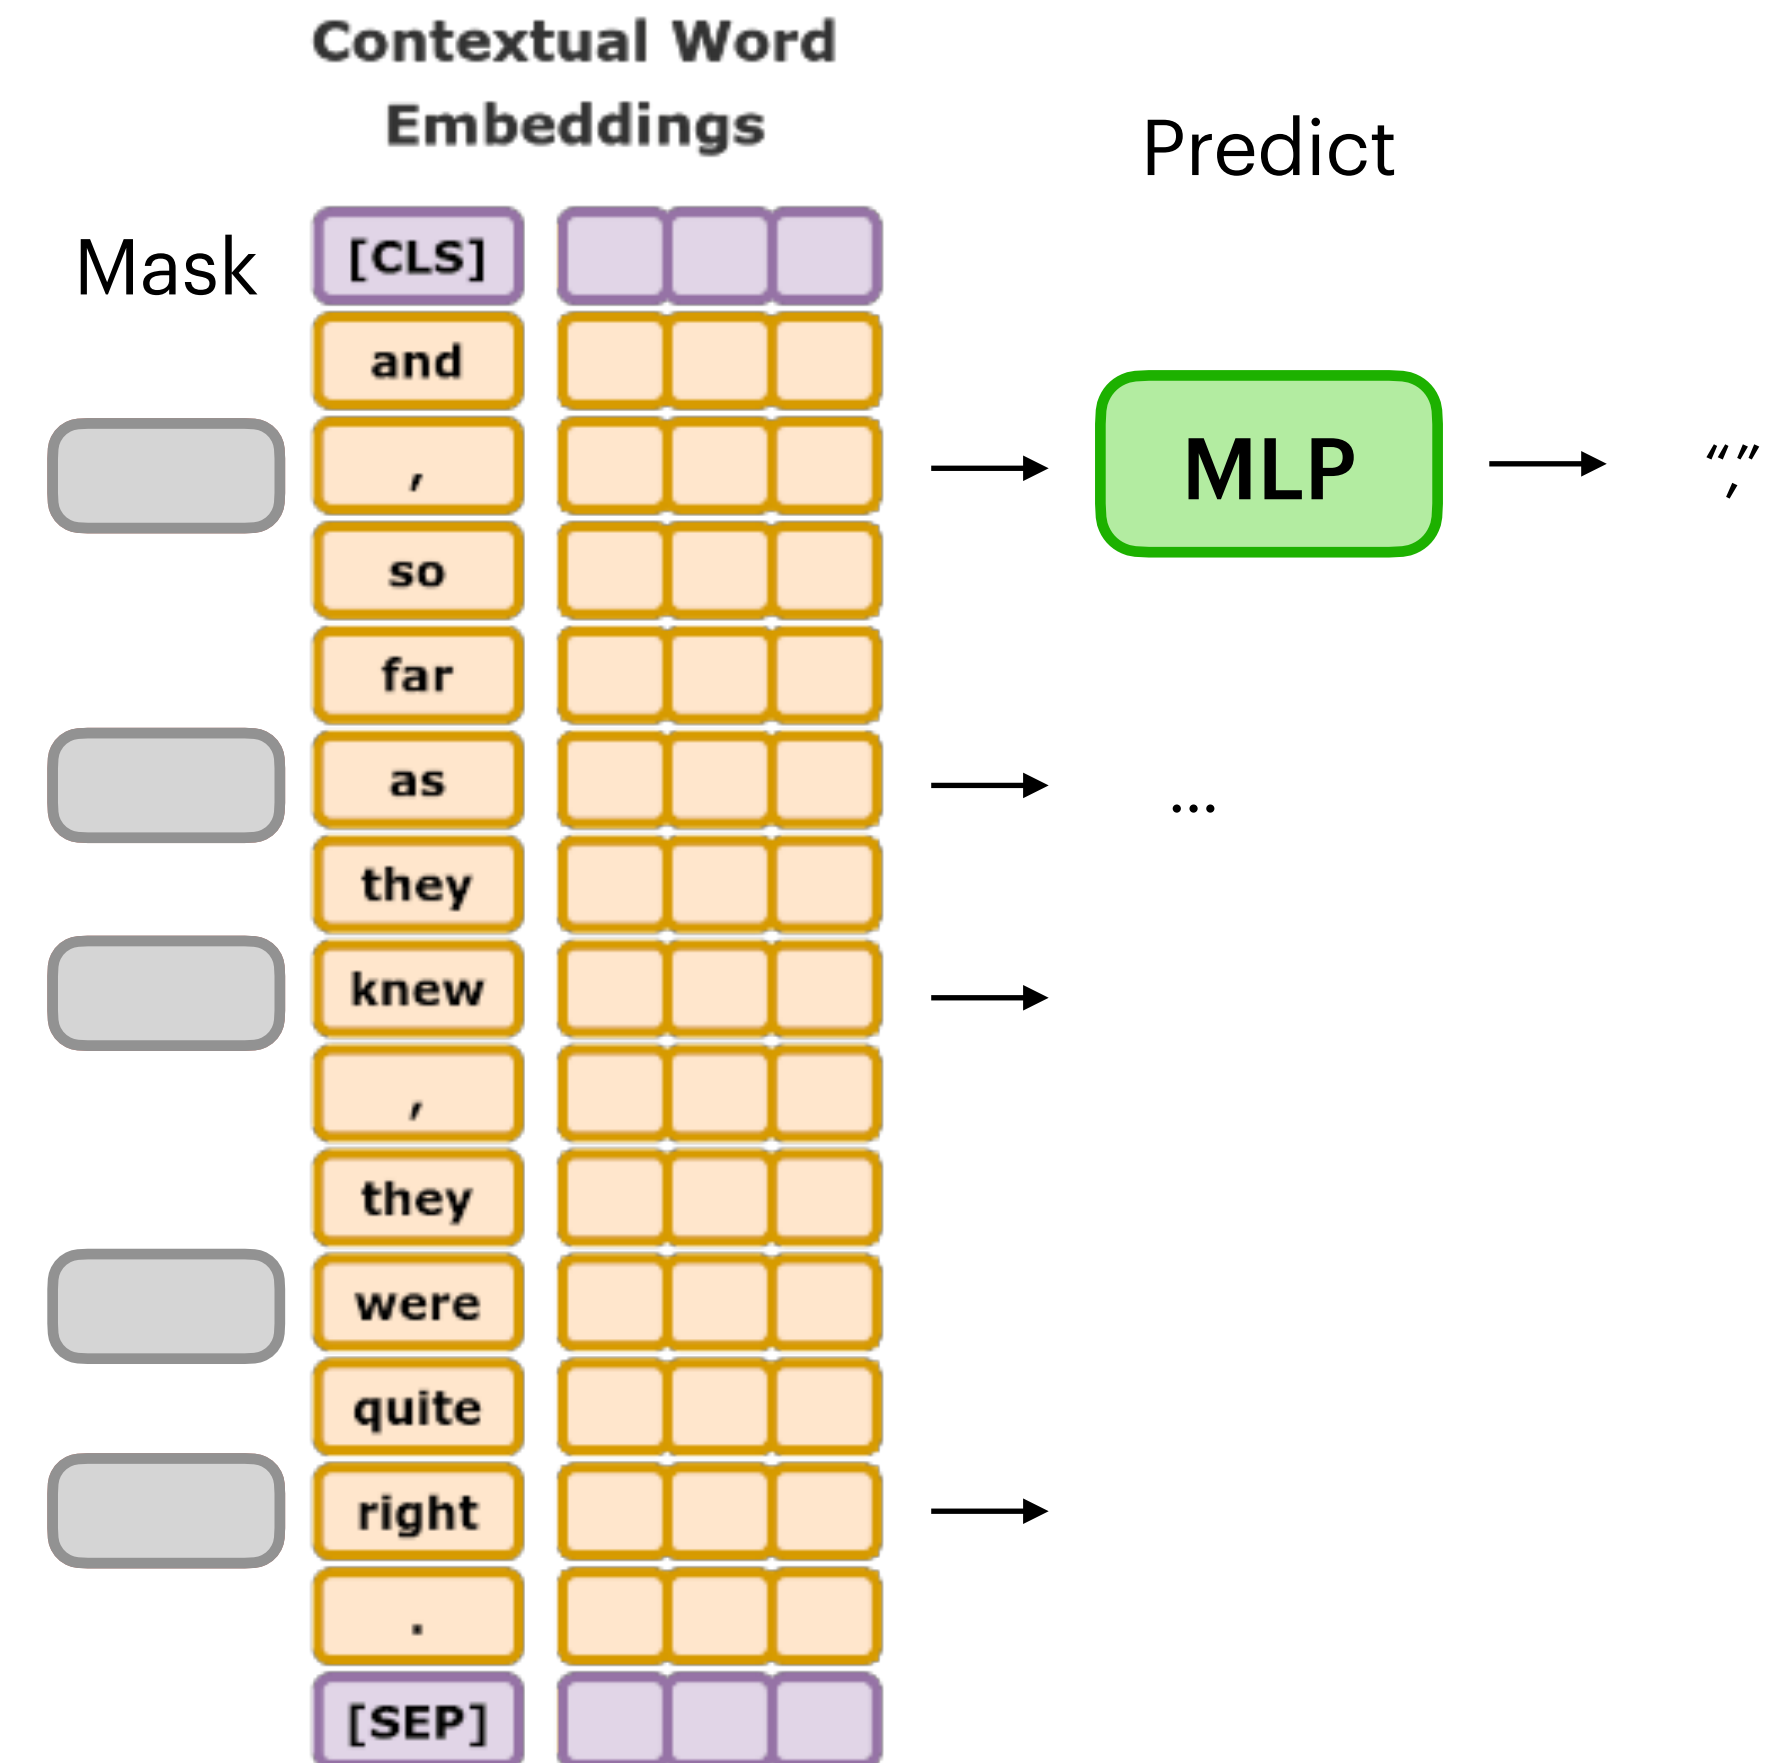 Contextual Word
Embeddings
Predict
Mask
[CLS]
and
,
MLP
“,”
so
far
as
...
they
knew
,
they
were
quite
right
.
[SEP]